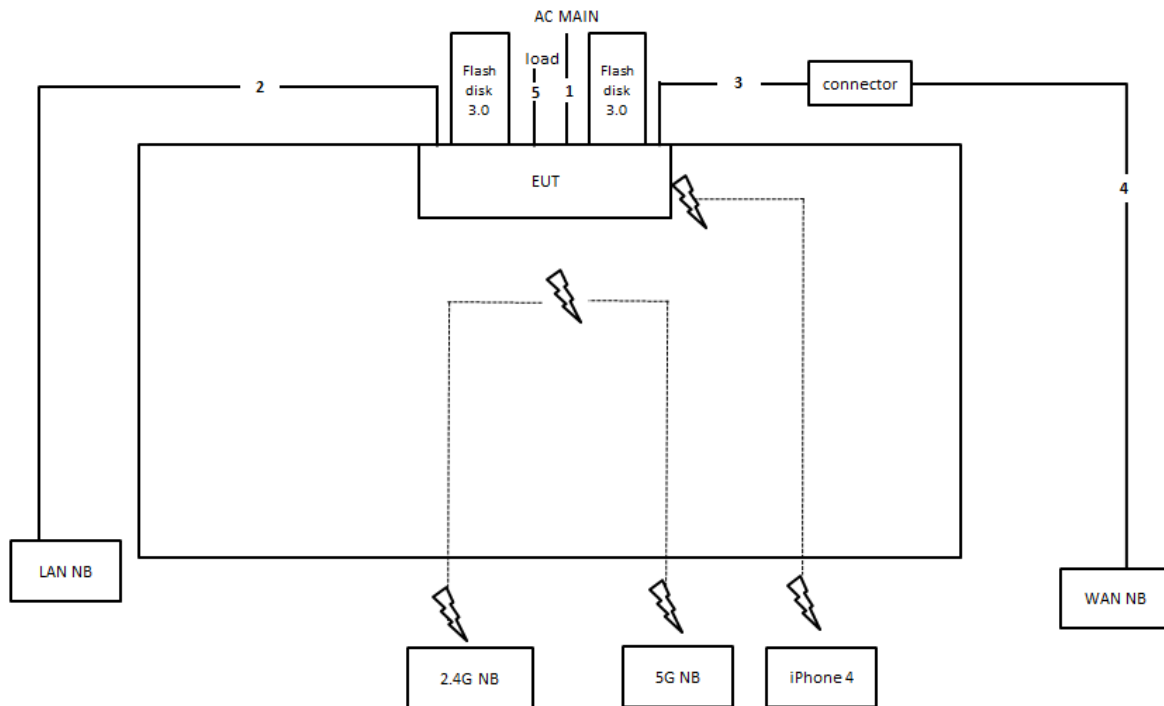 AC MAIN
Flash
disk
3.0
load
5
1
Flash
disk
3.0
2
3
connector
4
EUT
LAN NB
WAN NB
2.4G NB
5G NB
iPhone 4